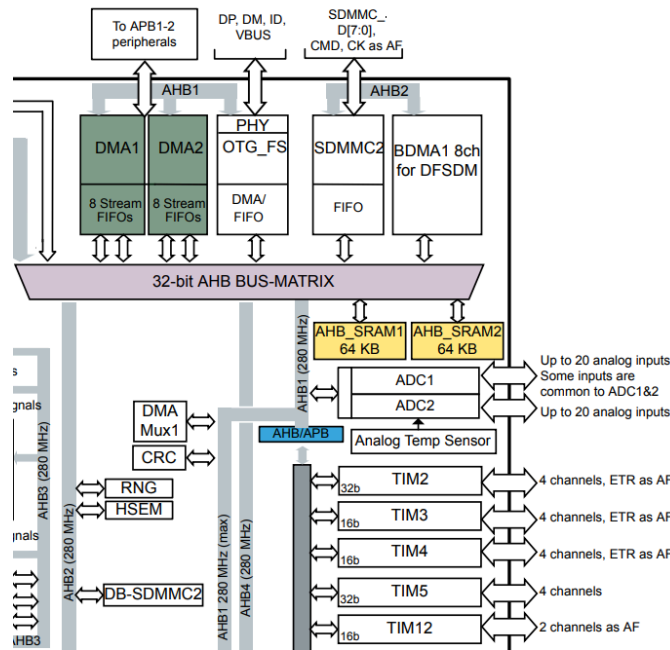 To APB1-2
peripherals
DP, DM, ID,
VBUS
SDMMC_.
D[7:0],
CMD, CK as AF
AHB1
AHB2
DMA1
8 Stream
FIFOs
DMA2
8 Stream
FIFOs
PHY
OTG_FS
DMA/
FIFO
SDMMC2
FIFO
BDMA1 8ch
for DFSDM
32-bit AHB BUS-MATRIX
AHB_SRAM1
64 KB
AHB_SRAM2
64 KB
AHB1 (280 MHz)
ADC1
ADC2
Up to 20 analog inputs
Some inputs are
common to ADC1&2
Up to 20 analog inputs
Analog Temp Sensor
AHB/APB
DMA
Mux1
CRC
RNG
HSEM
DB-SDMMC2
AHB3 (280 MHz)
AHB2 (280 MHz)
AHB1 280 MHz (max)
AHB4 (280 MHz)
AHB3
s
gnals
gnals
TIM2
32b
4 channels, ETR as AF
TIM3
16b
4 channels, ETR as AF
TIM4
16b
4 channels, ETR as AF
TIM5
32b
4 channels
TIM12
16b
2 channels as AF